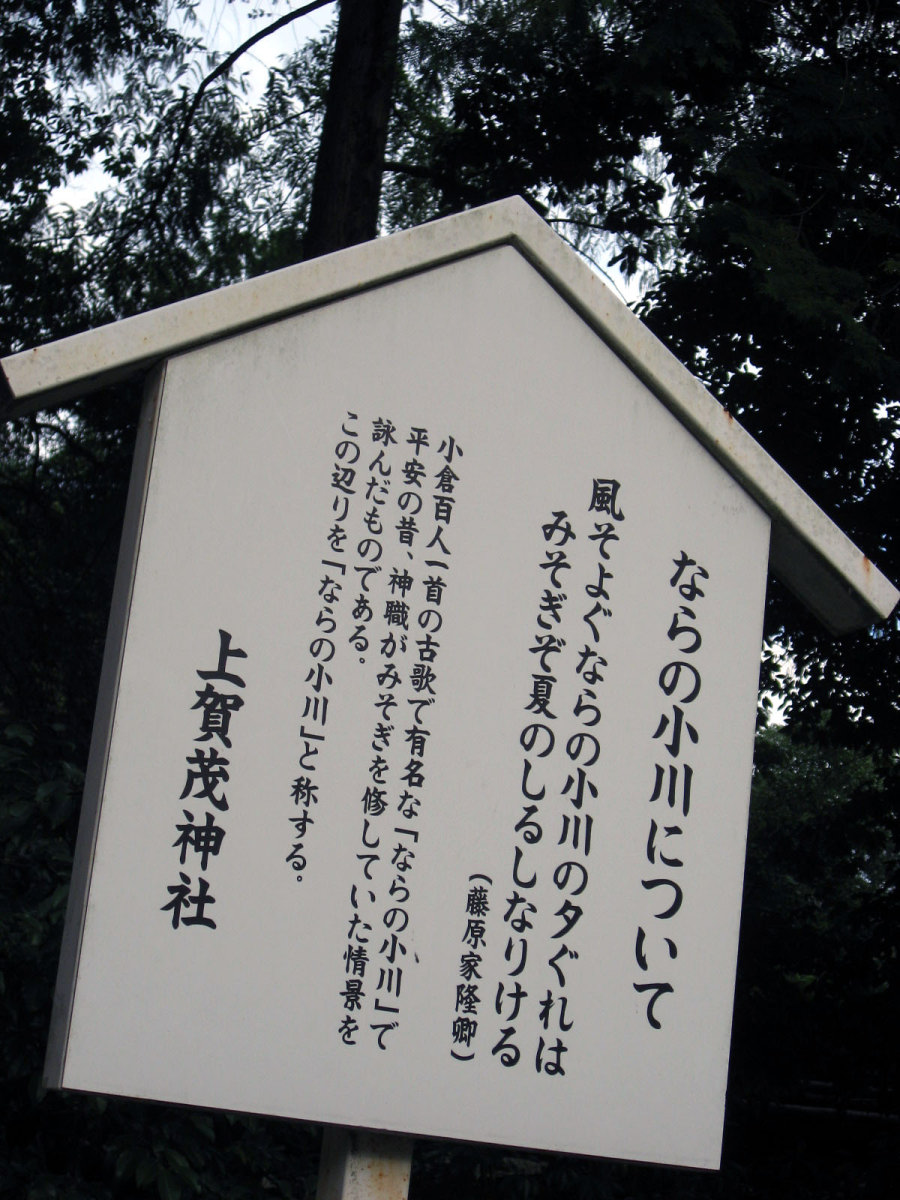 ならの小川について
風そよぐならの小川の夕ぐれは
みそぎぞ夏のしるしなりける
（藤原家隆卿）
小倉百人一首の古歌で有名な「ならの小川」で
平安の昔、神職がみそぎを修していた情景を
詠んだものである。
この辺りを「ならの小川」と称する。
上賀茂神社